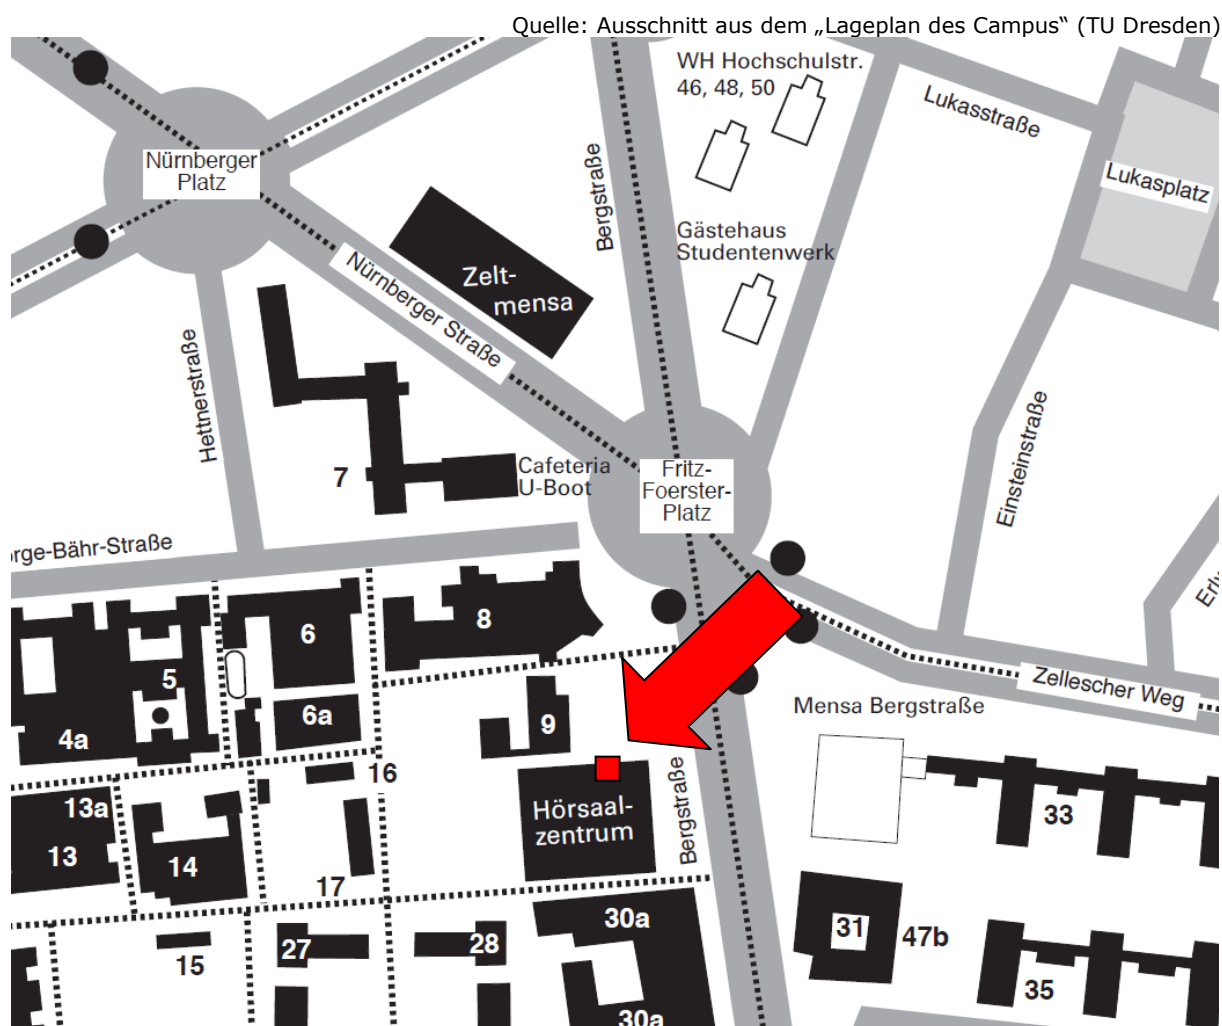 Quelle: Ausschnitt aus dem „Lageplan des Campus“ (TU Dresden)
WH Hochschulstr.
46, 48, 50
Lukasstraße
Nürnberger
Platz
Bergstraße
Lukasplatz
Gästehaus
Studentenwerk
Zelt-
mensa
Nürnberger Straße
Hettnerstraße
Einsteinstraße
7
Cafeteria
U-Boot
Fritz-
Foerster-
Platz
orge-Bähr-Straße
Erlw
8
6
5
Zellescher Weg
6a
9
4a
Mensa Bergstraße
16
13a
Hörsaal-
zentrum
Bergstraße
33
13
14
17
30a
31
47b
27
28
15
35
30a